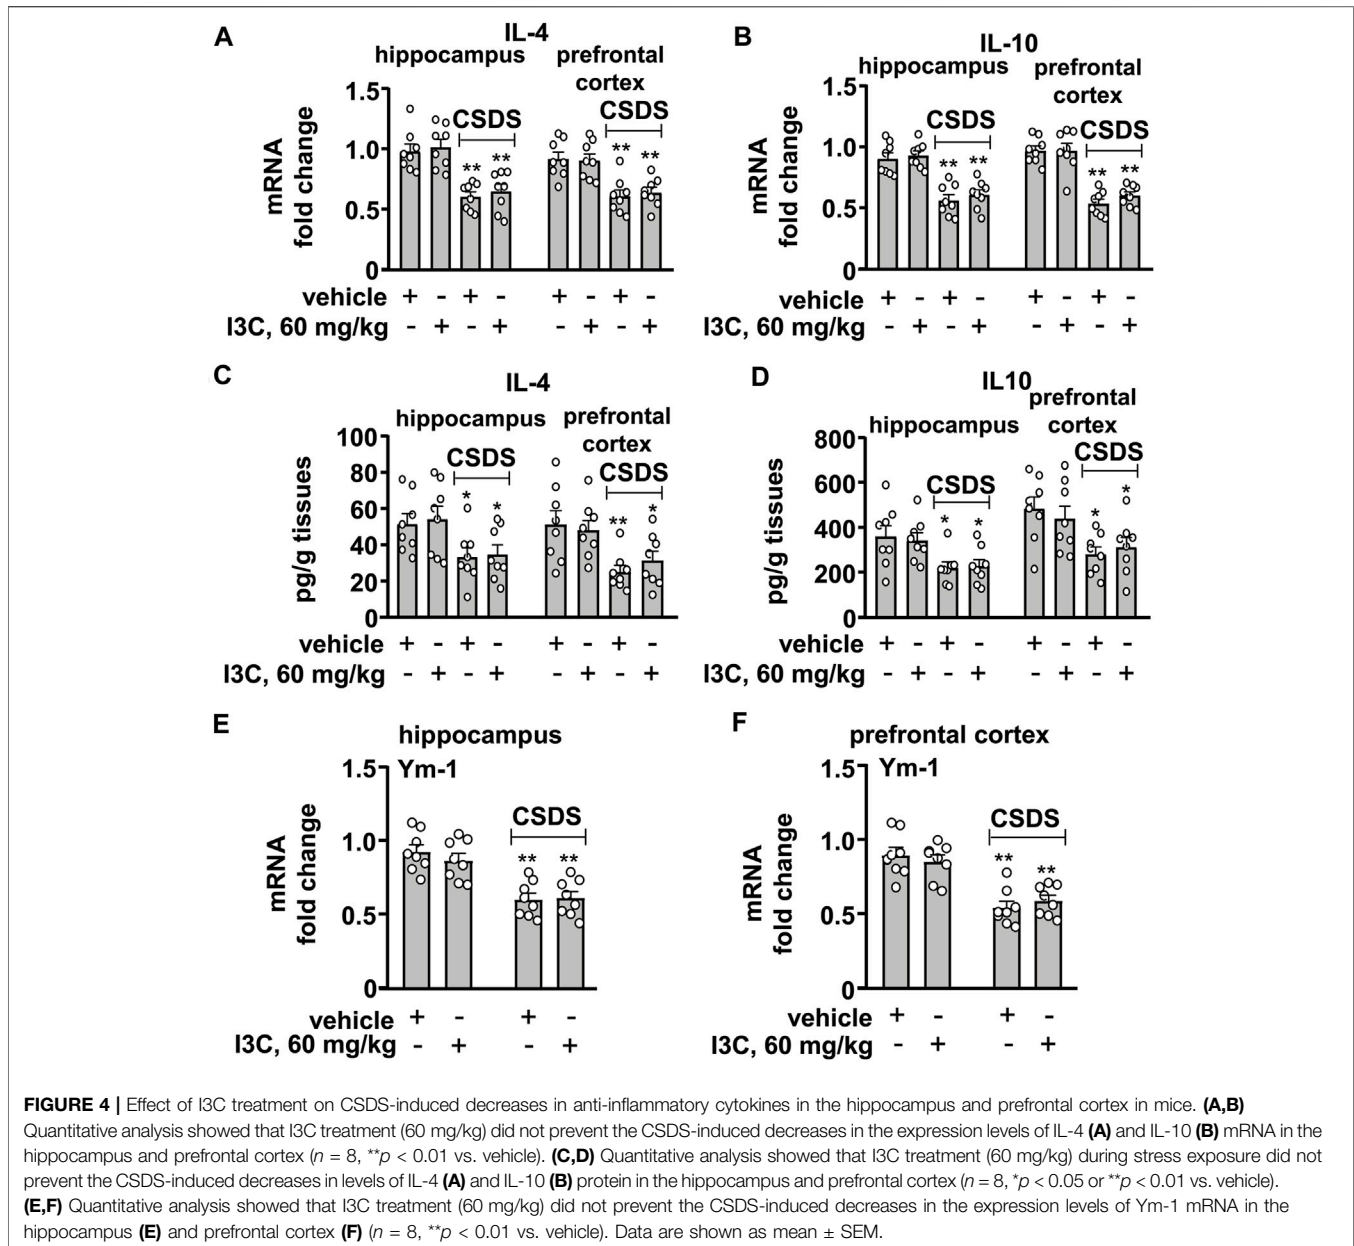 A
IL-4
hippocampus prefrontal
cortex
CSDS
CSDS
1.5
1.0
0.5
0
mRNA
fold change
** ** ** **
vehicle + - + - + - + -
I3C, 60 mg/kg - + - + - + - +
B
IL-10
hippocampus prefrontal
cortex
CSDS
CSDS
1.5
1.0
0.5
0
mRNA
fold change
** ** ** **
vehicle + - + - + - + -
I3C, 60 mg/kg - + - + - + - +
C
IL-4
hippocampus prefrontal
cortex
CSDS
CSDS
100
80
60
40
20
0
pg/g tissues
* * ** *
vehicle + - + - + - + -
I3C, 60 mg/kg - + - + - + - +
D
IL10
hippocampus prefrontal
cortex
CSDS
CSDS
800
600
400
200
0
pg/g tissues
* * * *
vehicle + - + - + - + -
I3C, 60 mg/kg - + - + - + - +
E
hippocampus
Ym-1
CSDS
1.5
1.0
0.5
0
mRNA
fold change
** **
vehicle + - + -
I3C, 60 mg/kg - + - +
F
prefrontal cortex
Ym-1
CSDS
1.5
1.0
0.5
0
mRNA
fold change
** **
vehicle + - + -
I3C, 60 mg/kg - + - +
FIGURE 4 | Effect of I3C treatment on CSDS-induced decreases in anti-inflammatory cytokines in the hippocampus and prefrontal cortex in mice. (A,B)
Quantitative analysis showed that I3C treatment (60 mg/kg) did not prevent the CSDS-induced decreases in the expression levels of IL-4 (A) and IL-10 (B) mRNA in the
hippocampus and prefrontal cortex (n = 8, **p < 0.01 vs. vehicle). (C,D) Quantitative analysis showed that I3C treatment (60 mg/kg) during stress exposure did not
prevent the CSDS-induced decreases in levels of IL-4 (A) and IL-10 (B) protein in the hippocampus and prefrontal cortex (n = 8, *p < 0.05 or **p < 0.01 vs. vehicle).
(E,F) Quantitative analysis showed that I3C treatment (60 mg/kg) did not prevent the CSDS-induced decreases in the expression levels of Ym-1 mRNA in the
hippocampus (E) and prefrontal cortex (F) (n = 8, **p < 0.01 vs. vehicle). Data are shown as mean ± SEM.